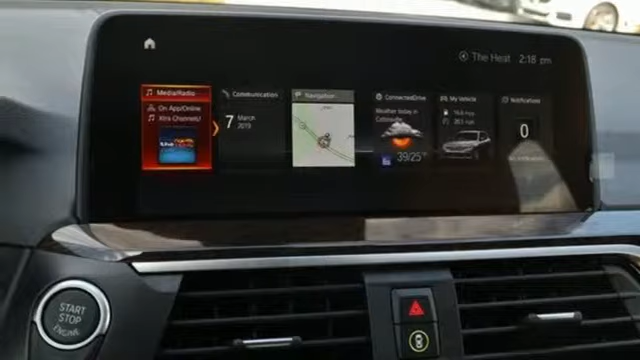 The Heat 2:18 pm
Media/Radio
On App/Online
Xtra Channel/U
Communication
7 March
2019
Navigation
ConnectedDrive
Weather today in
39/25
My Vehicle
Notifications
0
START
STOP
ENGINE